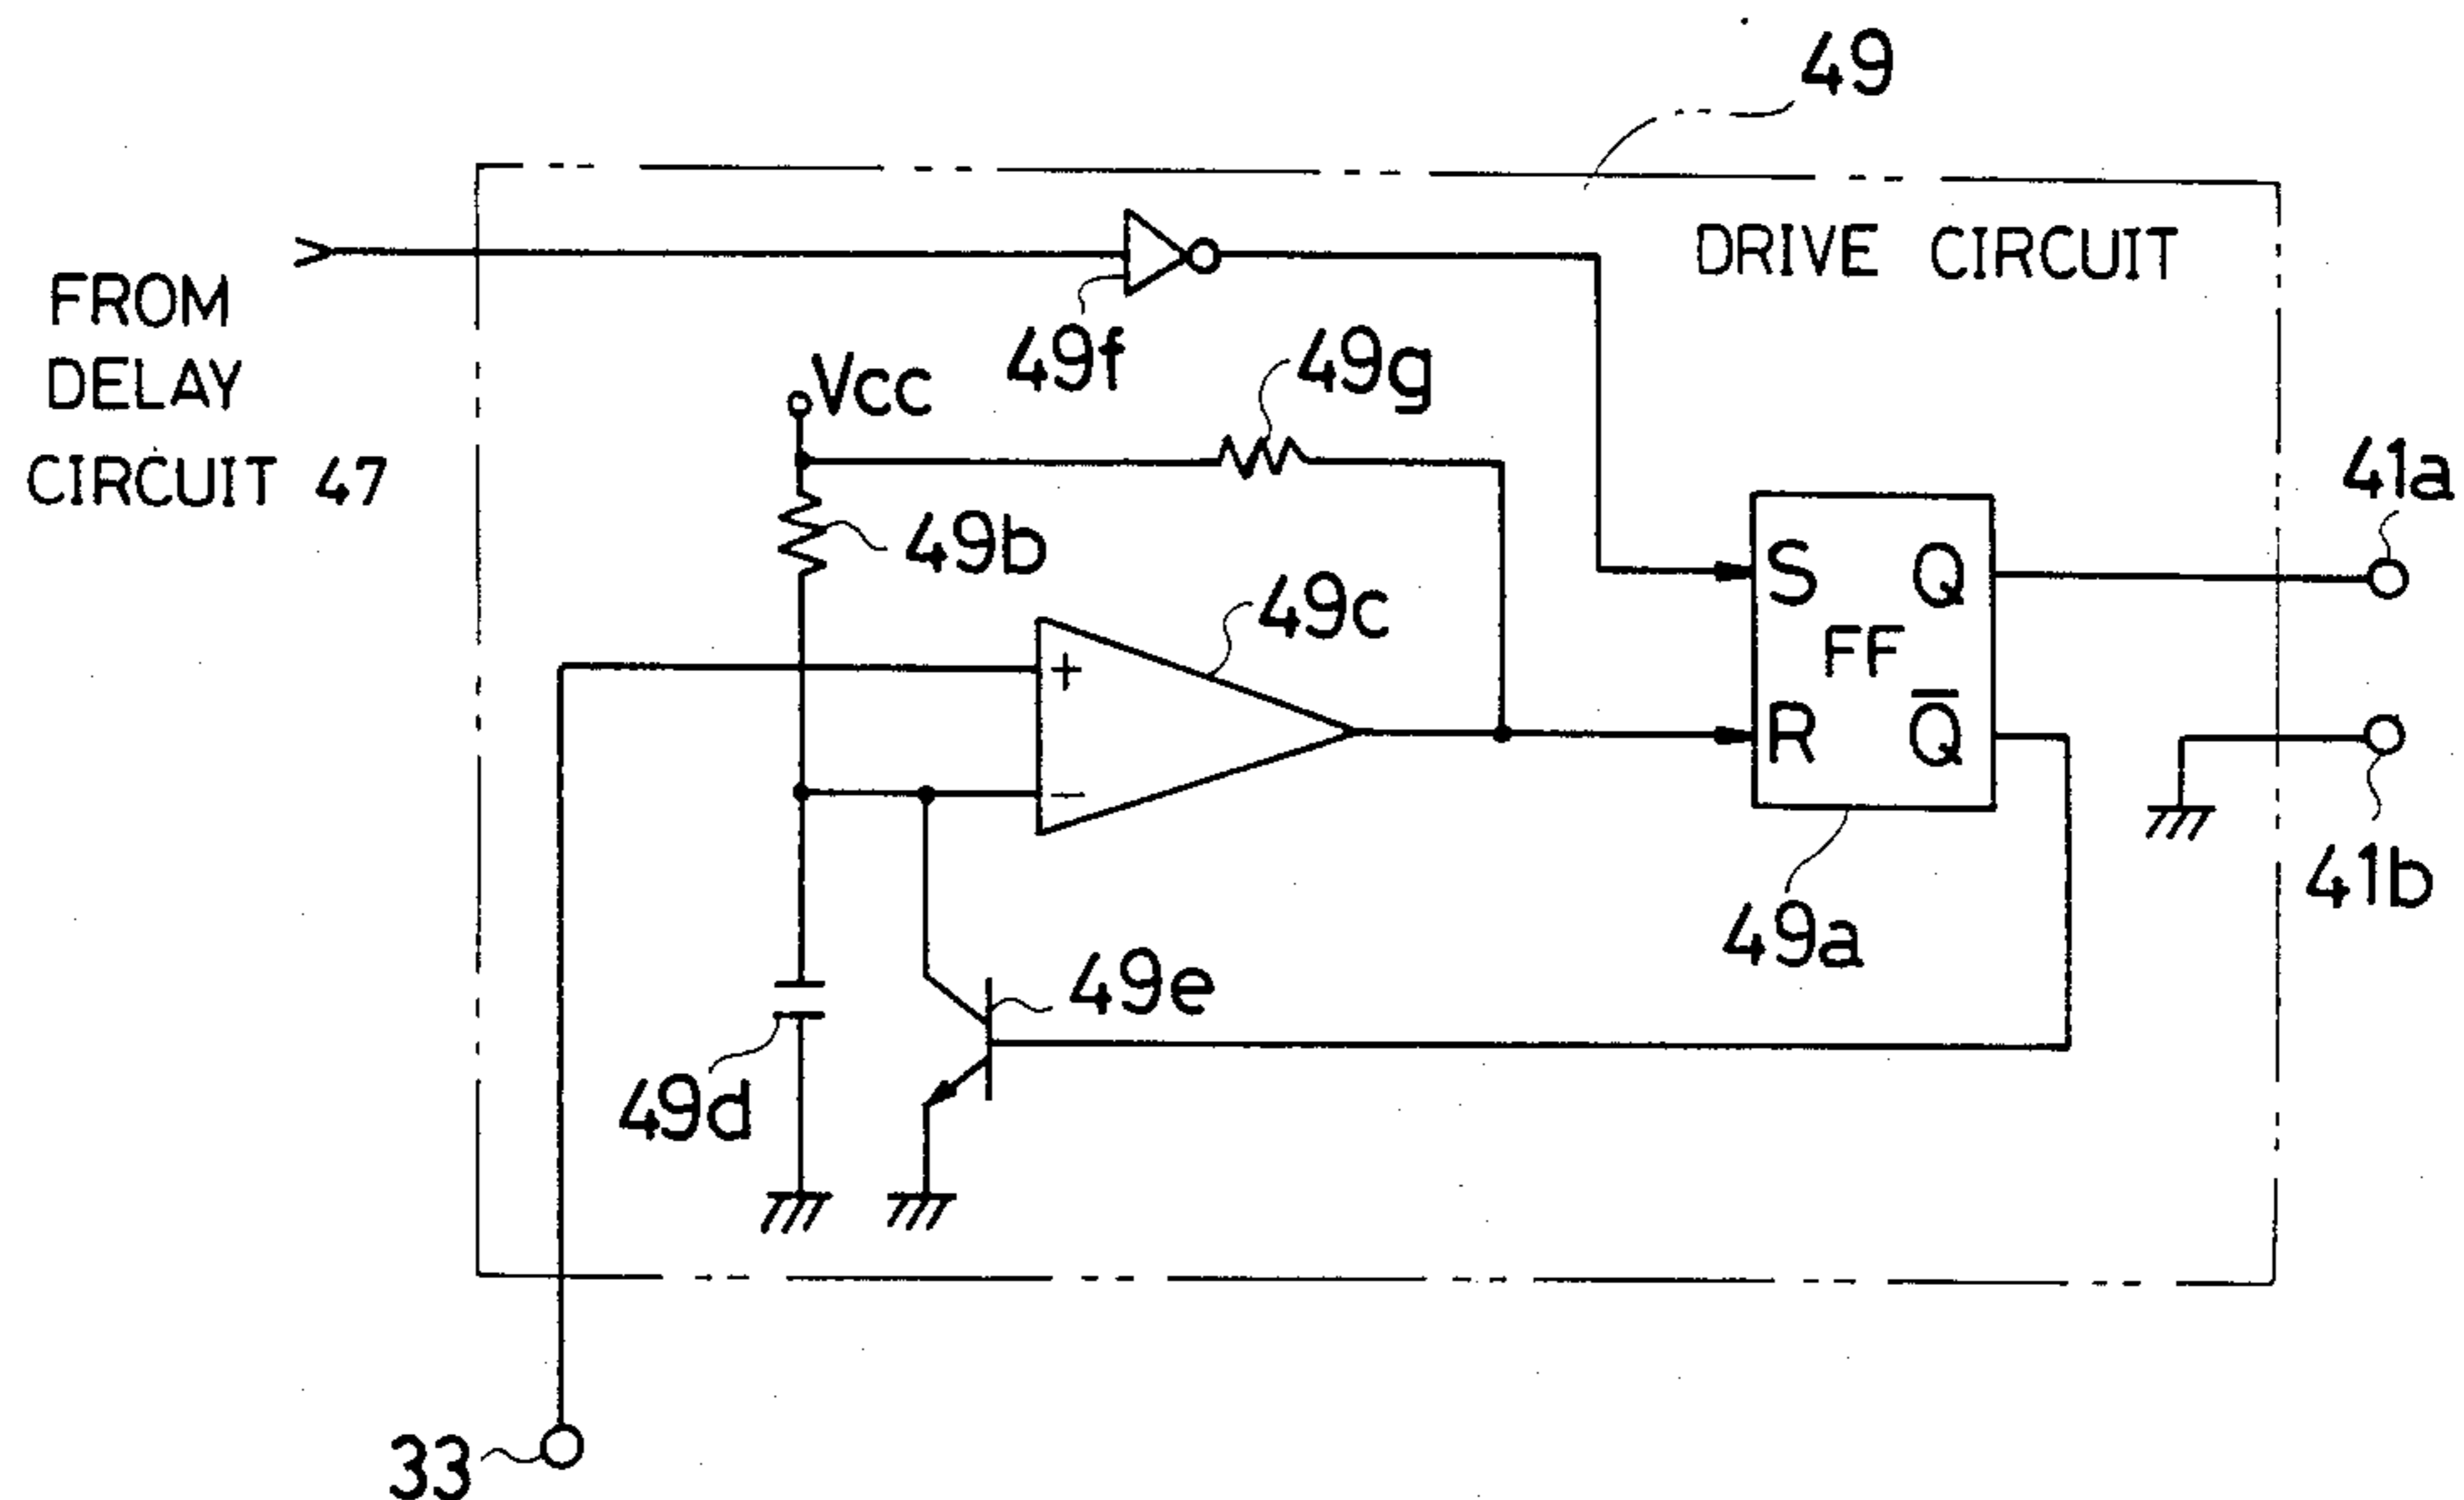 49
DRIVE CIRCUIT
FROM
DELAY
CIRCUIT 47
49f
49g
Vcc
49b
41a
49c
S Q
FF
R Q̅
+
−
41b
49a
49e
49d
33